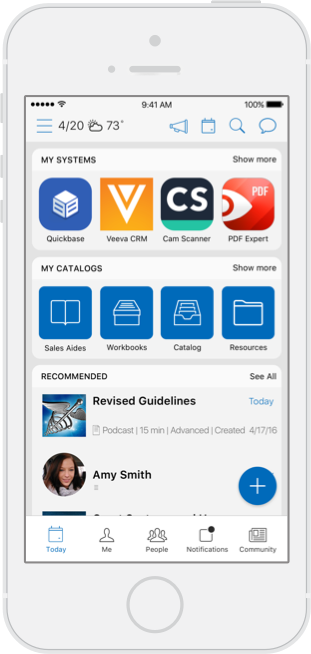 9:41 AM
100%
4/20
73°
MY SYSTEMS Show more
CS
PDF
Quickbase Veeva CRM Cam Scanner PDF Expert
MY CATALOGS Show more
Sales Aides Workbooks Catalog Resources
RECOMMENDED See All
Revised Guidelines Today
Podcast | 15 min | Advanced | Created 4/17/16
Amy Smith
Today Me People Notifications Community